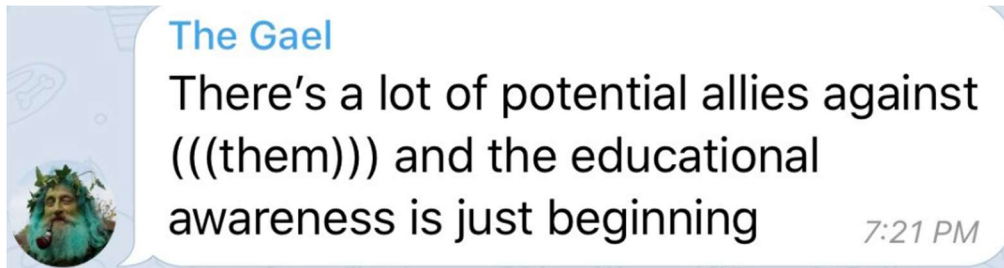 The Gael
There’s a lot of potential allies against
(((them))) and the educational
awareness is just beginning
7:21 PM